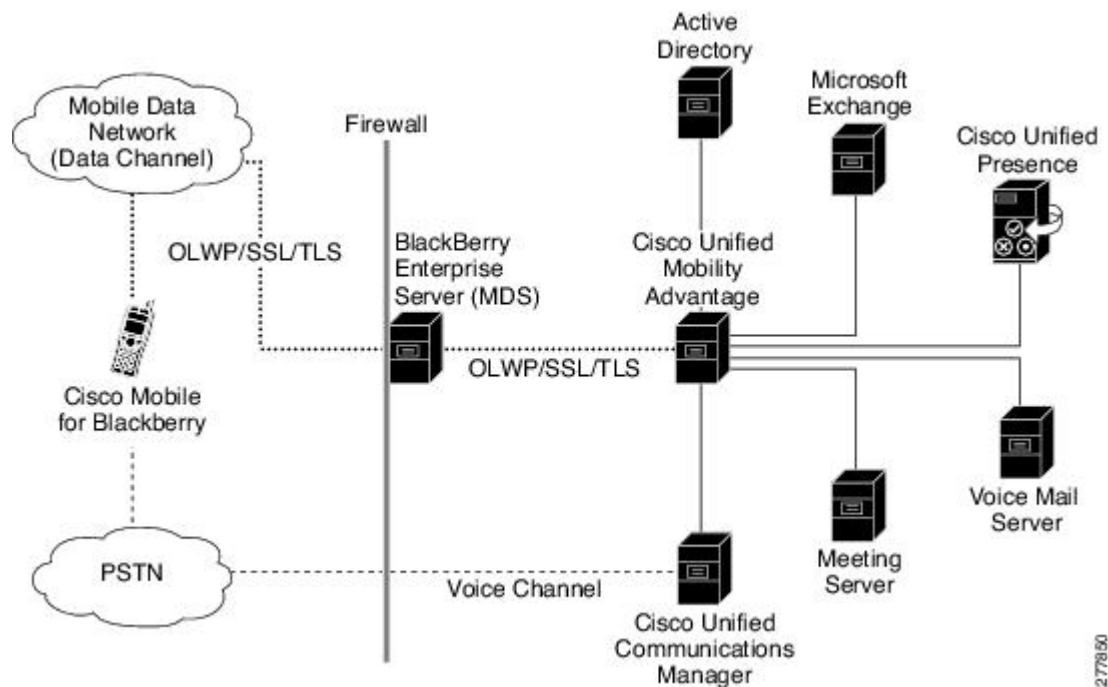 Active
Directory
Microsoft
Exchange
Cisco Unified
Presence
Mobile Data
Network
(Data Channel)
Firewall
OLWP/SSL/TLS
BlackBerry
Enterprise
Server (MDS)
Cisco Unified
Mobility
Advantage
OLWP/SSL/TLS
Cisco Mobile
for Blackberry
Voice Mail
Server
Meeting
Server
PSTN
Voice Channel
Cisco Unified
Communications
Manager
277850